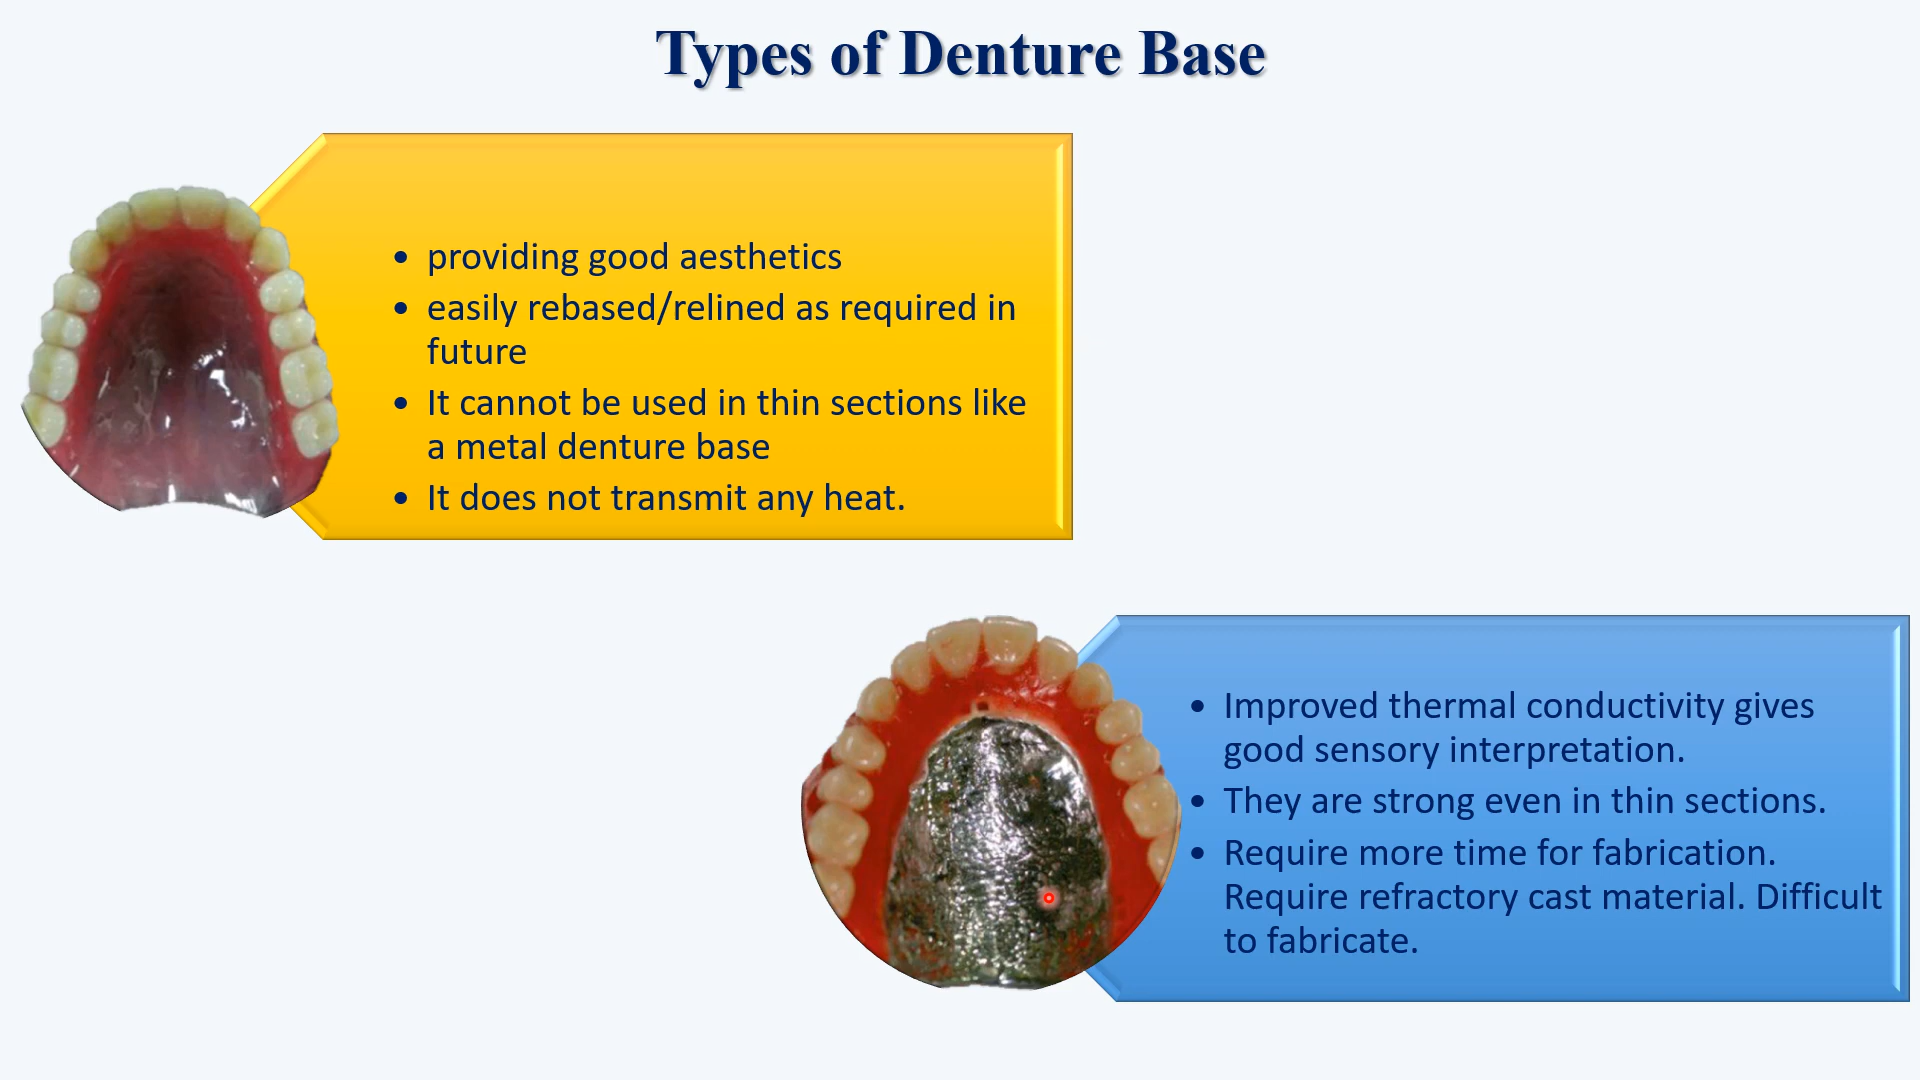 Types of Denture Base
• providing good aesthetics
• easily rebased/relined as required in
future
• It cannot be used in thin sections like
a metal denture base
• It does not transmit any heat.
• Improved thermal conductivity gives
good sensory interpretation.
• They are strong even in thin sections.
• Require more time for fabrication.
Require refractory cast material. Difficult
to fabricate.